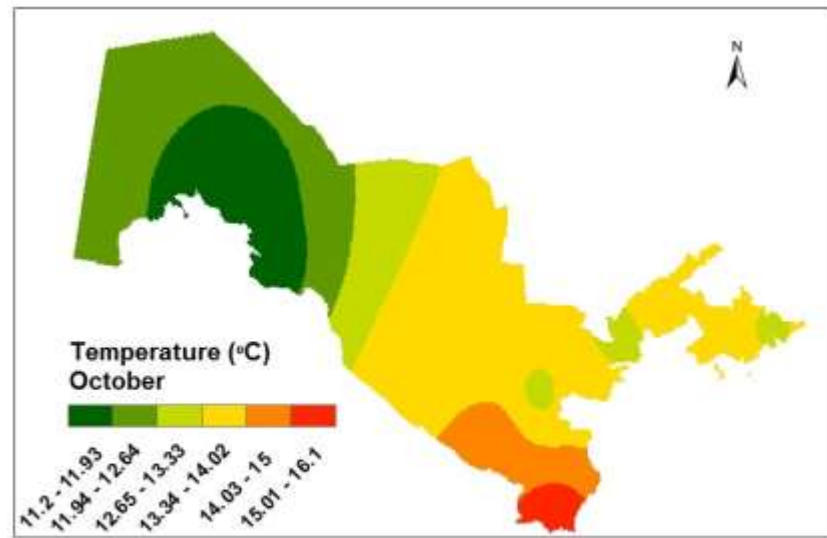 N
Temperature (°C)
October
11.2 - 11.93
11.94 - 12.64
12.65 - 13.33
13.34 - 14.02
14.03 - 15
15.01 - 16.1